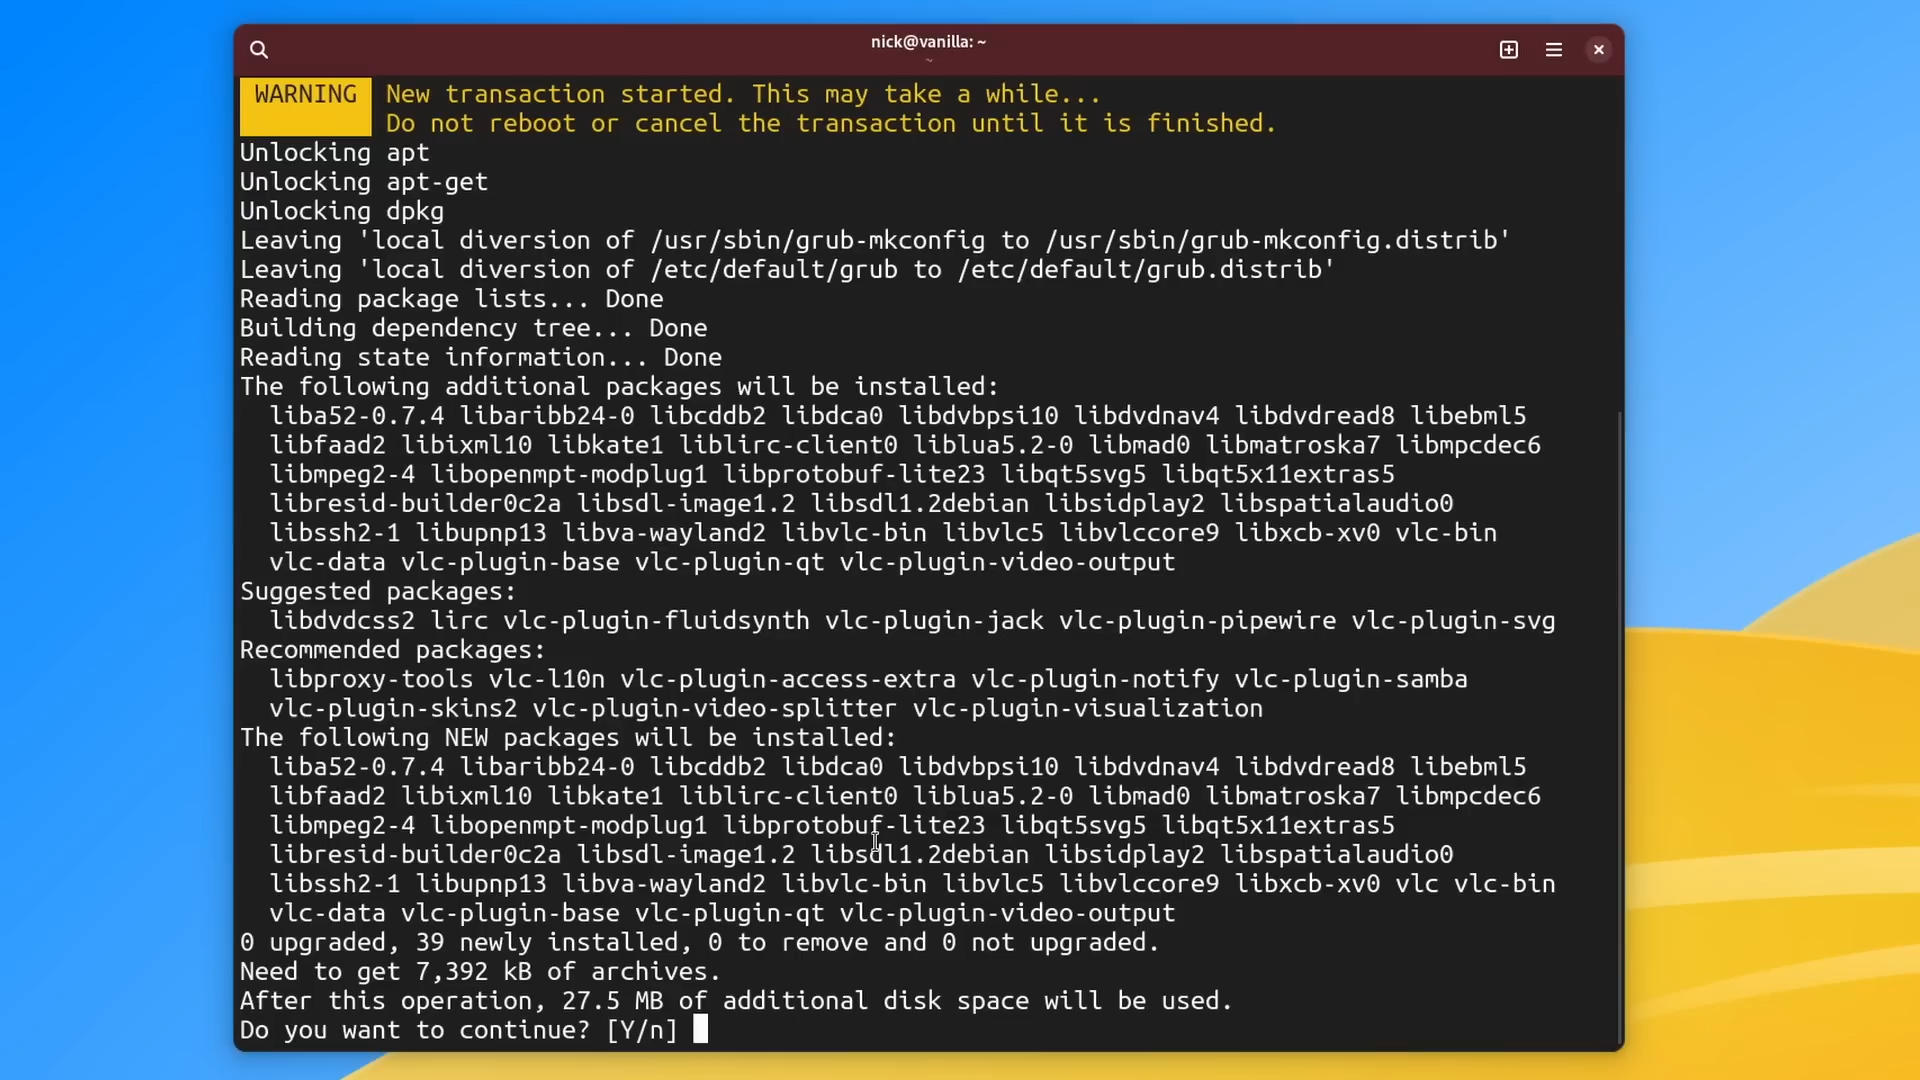 nick@vanilla: ~
~
WARNING New transaction started. This may take a while...
Do not reboot or cancel the transaction until it is finished.
Unlocking apt
Unlocking apt-get
Unlocking dpkg
Leaving 'local diversion of /usr/sbin/grub-mkconfig to /usr/sbin/grub-mkconfig.distrib'
Leaving 'local diversion of /etc/default/grub to /etc/default/grub.distrib'
Reading package lists... Done
Building dependency tree... Done
Reading state information... Done
The following additional packages will be installed:
liba52-0.7.4 libaribb24-0 libcddb2 libdca0 libdvbpsi10 libdvdnav4 libdvdread8 libebml5
libfaad2 libixml10 libkate1 liblirc-client0 liblua5.2-0 libmad0 libmatroska7 libmpcdec6
libmpeg2-4 libopenmpt-modplug1 libprotobuf-lite23 libqt5svg5 libqt5x11extras5
libresid-builder0c2a libsdl-image1.2 libsdl1.2debian libsidplay2 libspatialaudio0
libssh2-1 libupnp13 libva-wayland2 libvlc-bin libvlc5 libvlccore9 libxcb-xv0 vlc-bin
vlc-data vlc-plugin-base vlc-plugin-qt vlc-plugin-video-output
Suggested packages:
libdvdcss2 lirc vlc-plugin-fluidsynth vlc-plugin-jack vlc-plugin-pipewire vlc-plugin-svg
Recommended packages:
libproxy-tools vlc-l10n vlc-plugin-access-extra vlc-plugin-notify vlc-plugin-samba
vlc-plugin-skins2 vlc-plugin-video-splitter vlc-plugin-visualization
The following NEW packages will be installed:
liba52-0.7.4 libaribb24-0 libcddb2 libdca0 libdvbpsi10 libdvdnav4 libdvdread8 libebml5
libfaad2 libixml10 libkate1 liblirc-client0 liblua5.2-0 libmad0 libmatroska7 libmpcdec6
libmpeg2-4 libopenmpt-modplug1 libprotobuf-lite23 libqt5svg5 libqt5x11extras5
libresid-builder0c2a libsdl-image1.2 libsdl1.2debian libsidplay2 libspatialaudio0
libssh2-1 libupnp13 libva-wayland2 libvlc-bin libvlc5 libvlccore9 libxcb-xv0 vlc vlc-bin
vlc-data vlc-plugin-base vlc-plugin-qt vlc-plugin-video-output
0 upgraded, 39 newly installed, 0 to remove and 0 not upgraded.
Need to get 7,392 kB of archives.
After this operation, 27.5 MB of additional disk space will be used.
Do you want to continue? [Y/n]